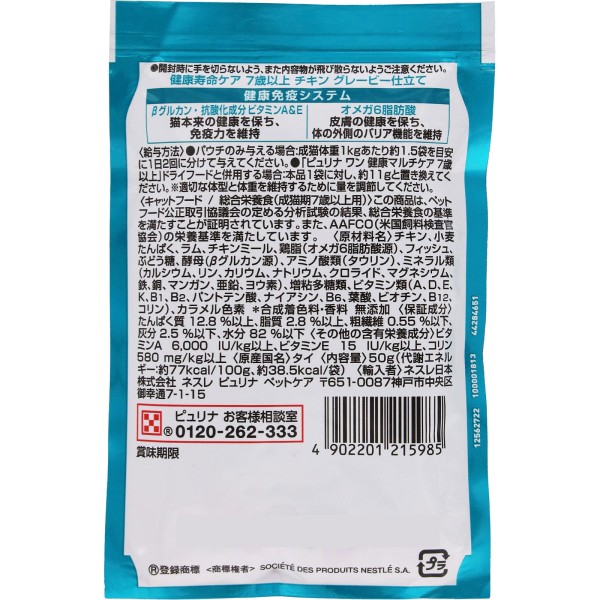 ●開封時に手を切らないよう、また内容物が飛び散らないようご注意ください。
健康寿命ケア 7歳以上 チキン グレービー仕立て
健康免疫システム
βグルカン・抗酸化成分ビタミンA&E
猫本来の健康を保ち、
免疫力を維持
オメガ6脂肪酸
皮膚の健康を保ち、
体の外側のバリア機能を維持
〈給与方法〉●パウチのみ与える場合:成猫体重1kgあたり約1.5袋を目安
に1日2回に分けて与えてください。●「ピュリナ ワン 健康マルチケア 7歳
以上」ドライフードと併用する場合:本品1袋に対し、約11gと置き換えてく
ださい。※適切な体型と体重を維持するために量を調節してください。
〈キャットフード / 総合栄養食(成猫期7歳以上用)〉この商品は、ペット
フード公正取引協議会の定める分析試験の結果、総合栄養食の基準
を満たすことが証明されています。また、AAFCO(米国飼料検査官
協会)の栄養基準を満たしています。 〈原材料名〉チキン、小麦
たんぱく、ラム、チキンミール、鶏脂(オメガ6脂肪酸源)、フィッシュ、
ぶどう糖、酵母(βグルカン源)、アミノ酸類(タウリン)、ミネラル類
(カルシウム、リン、カリウム、ナトリウム、クロライド、マグネシウム、
鉄、銅、マンガン、亜鉛、ヨウ素)、増粘多糖類、ビタミン類(A、D、E、
K、B1、B2、パントテン酸、ナイアシン、B6、葉酸、ビオチン、B12、
コリン)、カラメル色素 *合成着色料・香料 無添加 〈保証成分〉
たんぱく質 12.8 %以上、脂質 2.8 %以上、粗繊維 0.55 %以下、
灰分 2.5 %以下、水分 82 %以下 〈その他の含有栄養成分〉ビタ
ミンA 6,000 IU/kg以上、ビタミンE 15 IU/kg以上、コリン
580 mg/kg以上 〈原産国名〉タイ 〈内容量〉50g(代謝エネル
ギー:約77kcal/100g、約38.5kcal/袋) 〈輸入者〉ネスレ日本
株式会社 ネスレ ピュリナ ペットケア 〒651-0087神戸市中央区
御幸通7-1-15
ピュリナ お客様相談室
® 0120-262-333
賞味期限
4 902201 215985
12562722 100001813 44284651
®登録商標 <商標権者> SOCIÉTÉ DES PRODUITS NESTLÉ S.A.
プラ